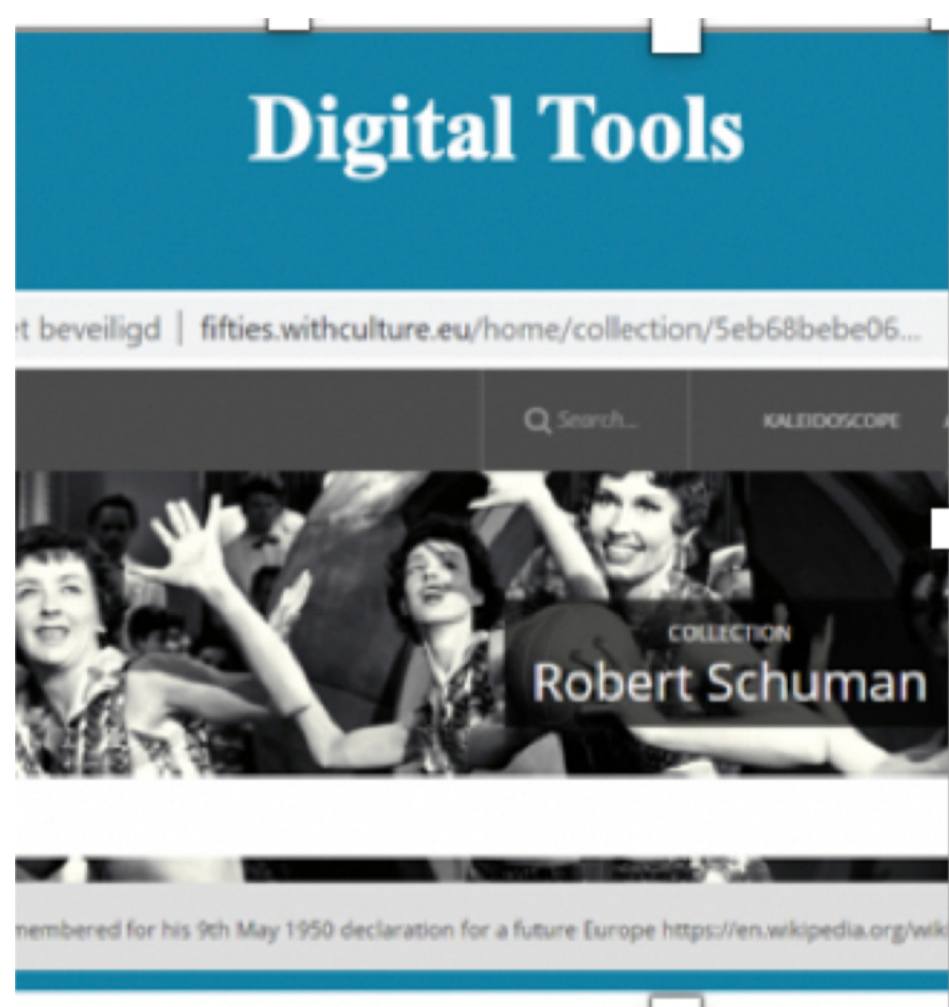 Digital Tools
et beveiligd | fifties.withculture.eu/home/collection/5eb68bebe06...
Search...
KALEIDOSCOPE
COLLECTION
Robert Schuman
membered for his 9th May 1950 declaration for a future Europe https://en.wikipedia.org/wik